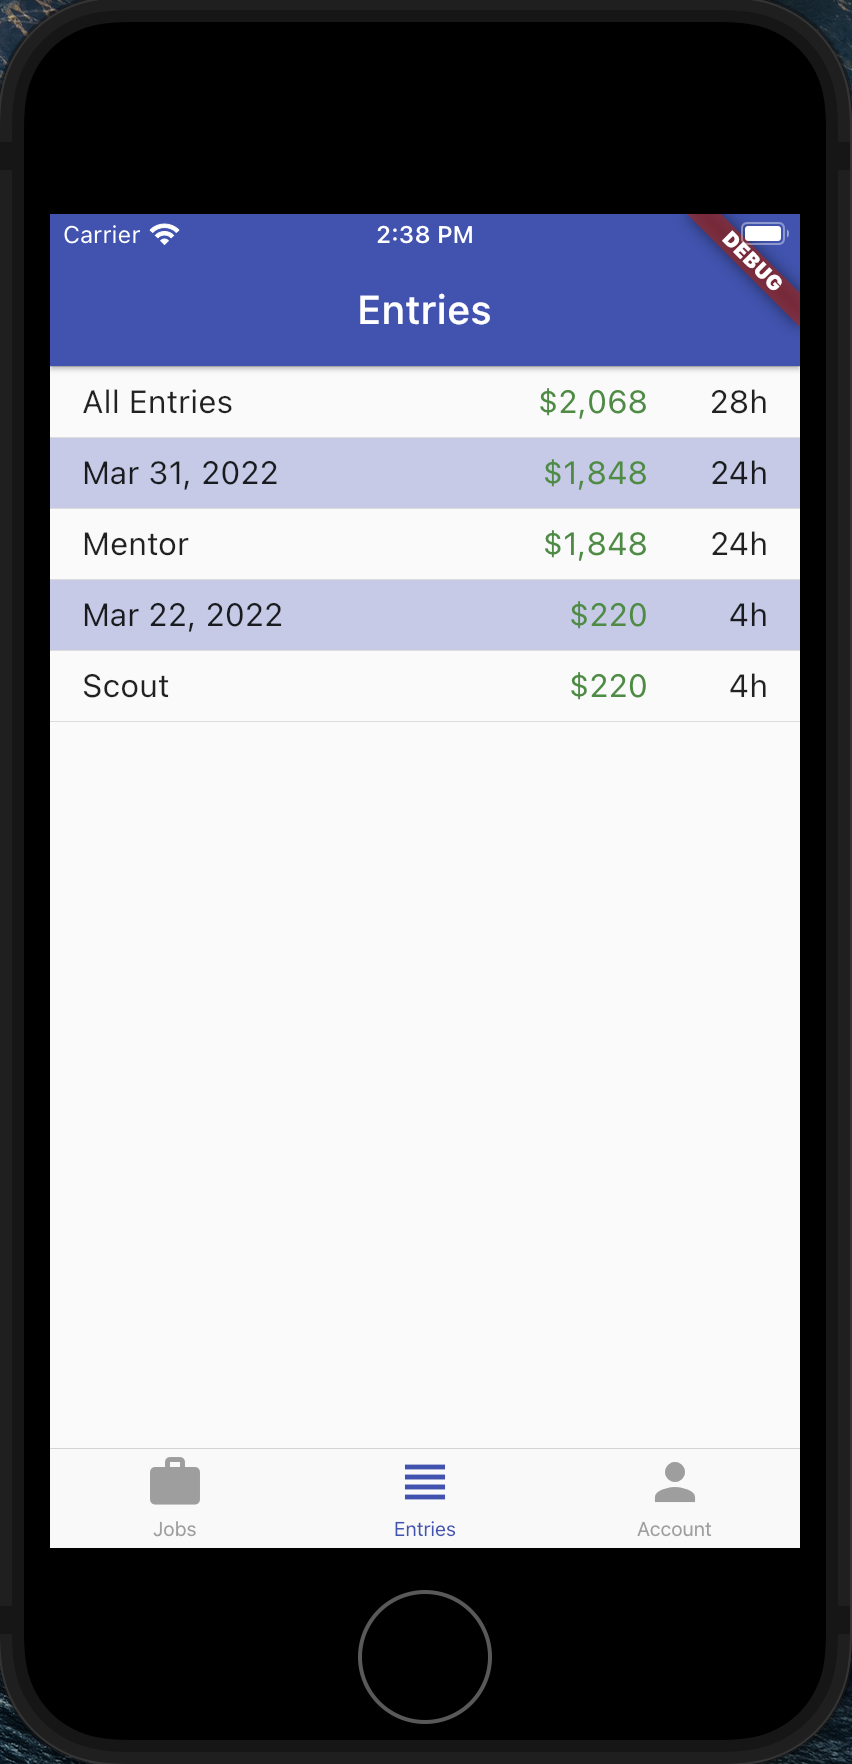 Carrier 2:38 PM
DEBUG
Entries
All Entries $2,068 28h
Mar 31, 2022 $1,848 24h
Mentor $1,848 24h
Mar 22, 2022 $220 4h
Scout $220 4h
Jobs Entries Account